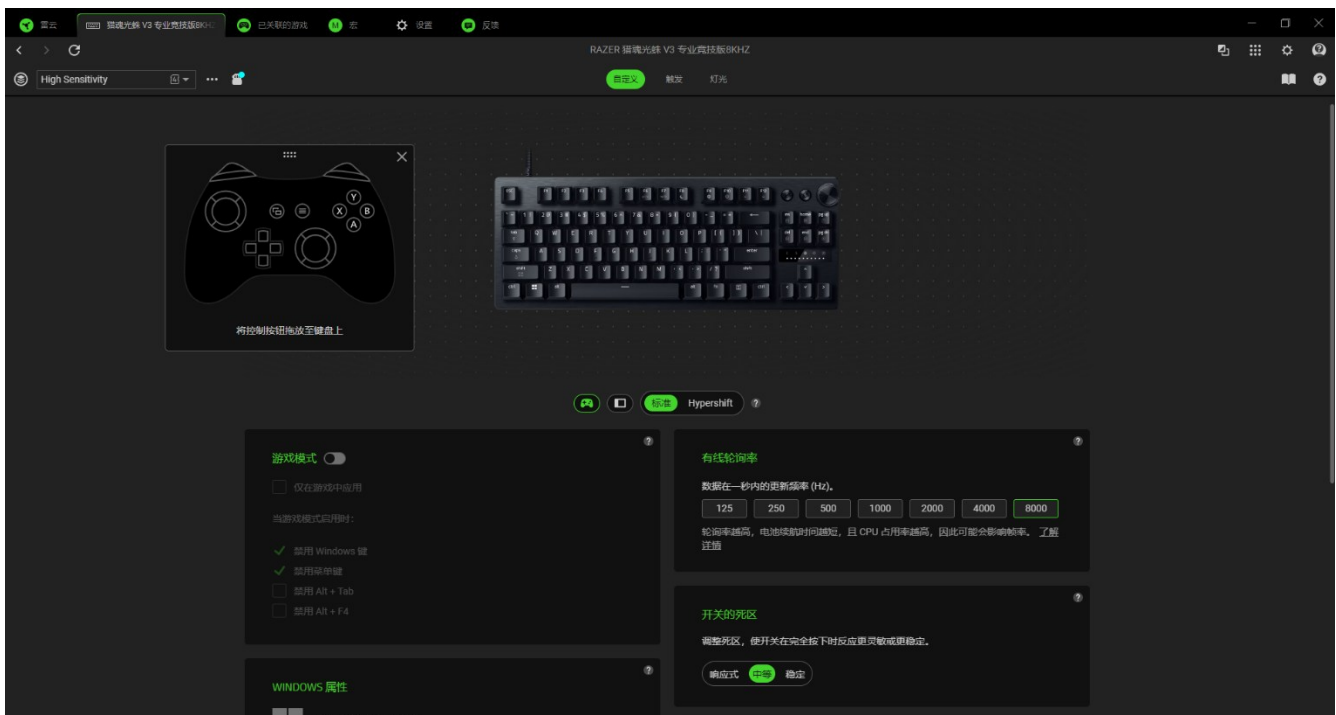 雷云 猎魂光蛛 V3 专业竞技版8KHZ 已关联的游戏 M 宏 设置 反馈
RAZER 猎魂光蛛 V3 专业竞技版8KHZ
High Sensitivity 自定义 触发 灯光
Y
X B
A
将控制按钮拖放至键盘上
标准 Hypershift
游戏模式
仅在游戏中应用
当游戏模式启用时:
禁用 Windows 键
禁用菜单键
禁用 Alt + Tab
禁用 Alt + F4
WINDOWS 属性
有线轮询率
数据在一秒内的更新频率 (Hz)。
125 250 500 1000 2000 4000 8000
轮询率越高，电池续航时间越短，且 CPU 占用率越高，因此可能会影响帧率。 了解
详情
开关的死区
调整死区，使开关在完全按下时反应更灵敏或更稳定。
响应式 中等 稳定